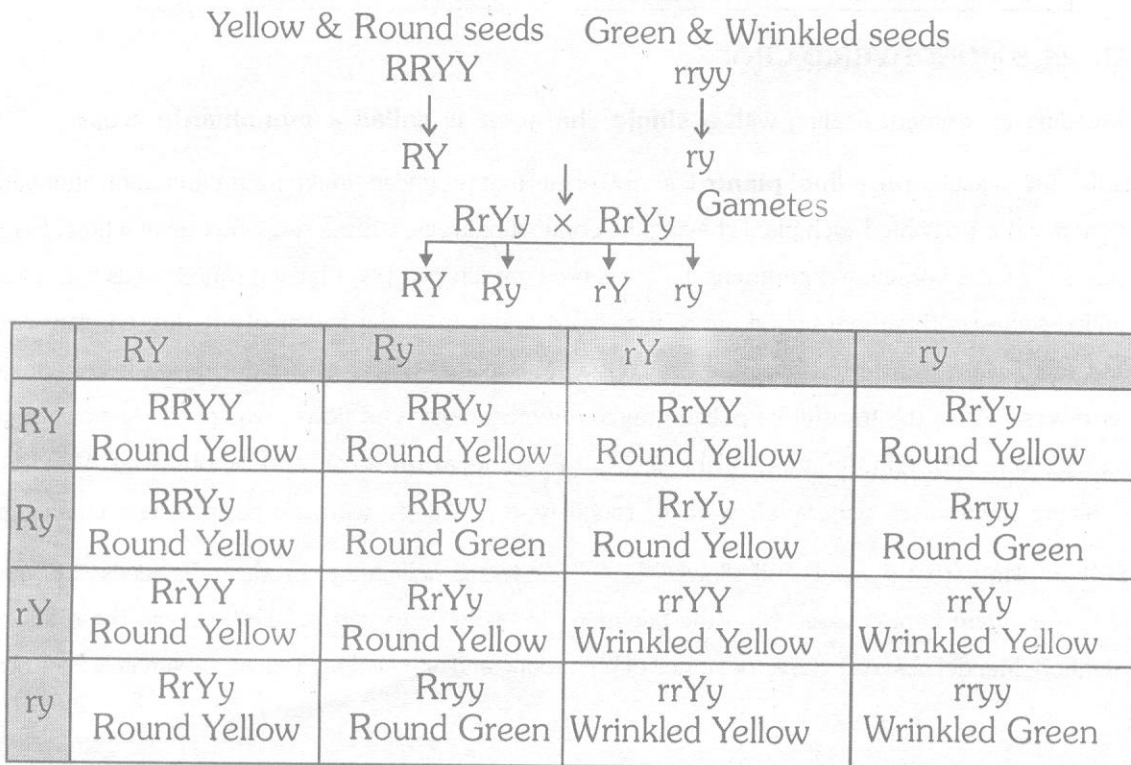 Yellow & Round seeds Green & Wrinkled seeds
RRYY rryy
RY ry
RrYy × RrYy Gametes
RY Ry rY ry
RY Ry rY ry
RY RRYY RRYy RrYY RrYy
Round Yellow Round Yellow Round Yellow Round Yellow
Ry RRYy RRyy RrYy Rryy
Round Yellow Round Green Round Yellow Round Green
rY RrYY RrYy rrYY rrYy
Round Yellow Round Yellow Wrinkled Yellow Wrinkled Yellow
ry RrYy Rryy rrYy rryy
Round Yellow Round Green Wrinkled Yellow Wrinkled Green